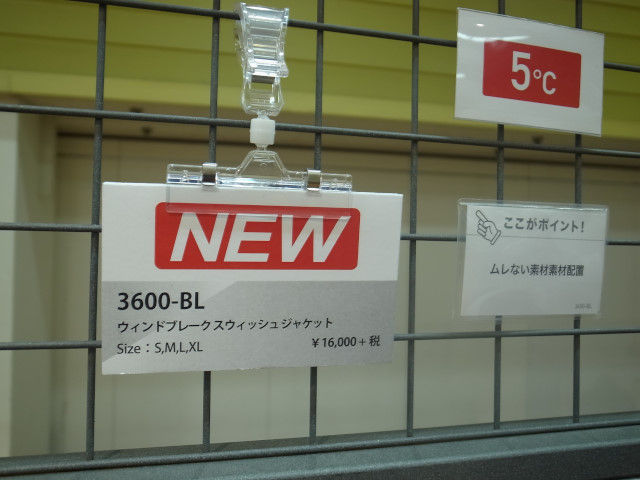 NEW
3600-BL
ウィンドブレークスウィッシュジャケット
Size：S,M,L,XL
¥16,000+税
5℃
ここがポイント!
ムレない素材素材配置
3600-BL